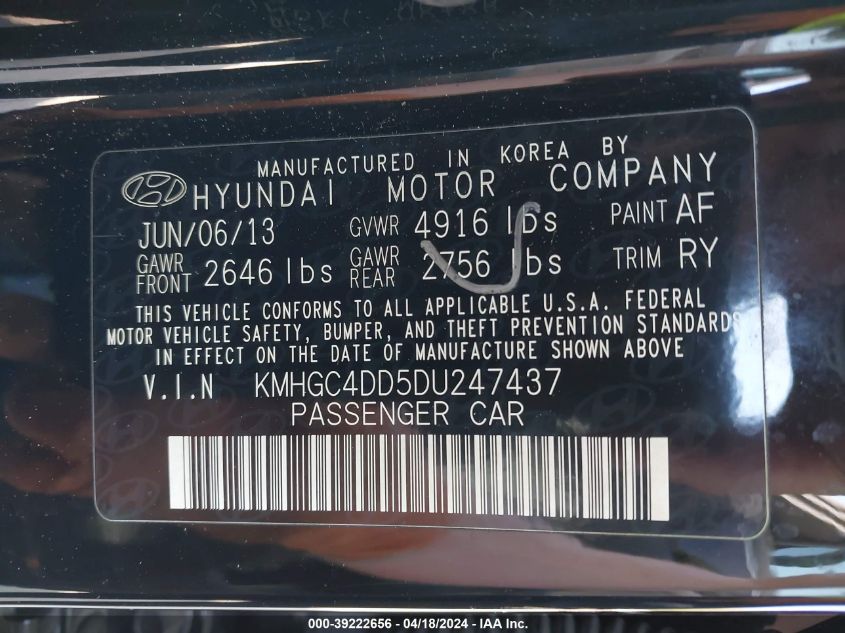 MANUFACTURED IN KOREA BY
HYUNDAI MOTOR COMPANY
JUN/06/13 GVWR 4916 lbs PAINT AF
GAWR FRONT 2646 lbs GAWR REAR 2756 lbs TRIM RY
THIS VEHICLE CONFORMS TO ALL APPLICABLE U.S.A. FEDERAL
MOTOR VEHICLE SAFETY, BUMPER, AND THEFT PREVENTION STANDARDS
IN EFFECT ON THE DATE OF MANUFACTURE SHOWN ABOVE
V.I.N KMHGC4DD5DU247437
PASSENGER CAR
000-39222656 - 04/18/2024 - IAA Inc.